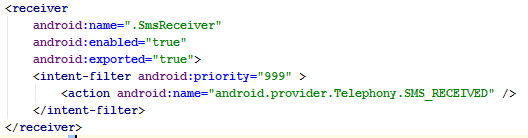 <receiver
    android:name=".SmsReceiver"
    android:enabled="true"
    android:exported="true">
    <intent-filter android:priority="999" >
        <action android:name="android.provider.Telephony.SMS_RECEIVED" />
    </intent-filter>
</receiver>